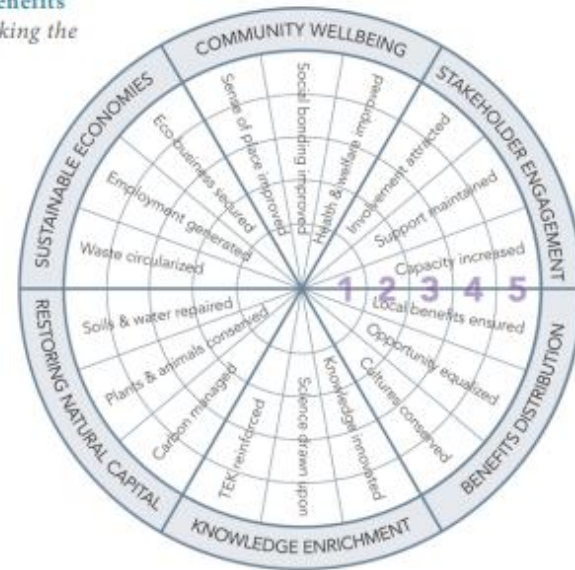 enefits
king the
COMMUNITY WELLBEING
Sense of place improved
Social bonding improved
Health & welfare improved
STAKEHOLDER ENGAGEMENT
Involvement attracted
Support maintained
Capacity increased
1 2 3 4 5
BENEFITS DISTRIBUTION
Local benefits ensured
Opportunity equalized
Cultures conserved
KNOWLEDGE ENRICHMENT
Knowledge innovated
Science drawn upon
TEK reinforced
RESTORING NATURAL CAPITAL
Carbon managed
Plants & animals conserved
Soils & water repaired
SUSTAINABLE ECONOMIES
Waste circularized
Employment generated
Eco-business sequred